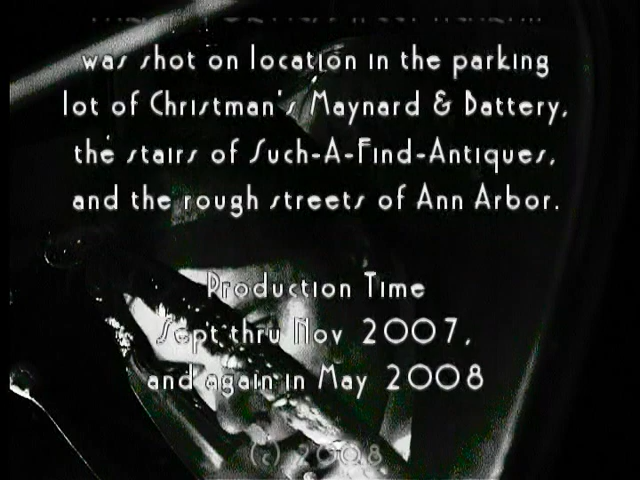 was shot on location in the parking
lot of Christman's Maynard & Battery,
the stairs of Such-A-Find-Antiques,
and the rough streets of Ann Arbor.
Production Time
Sept thru Nov 2007,
and again in May 2008
(c) 2008